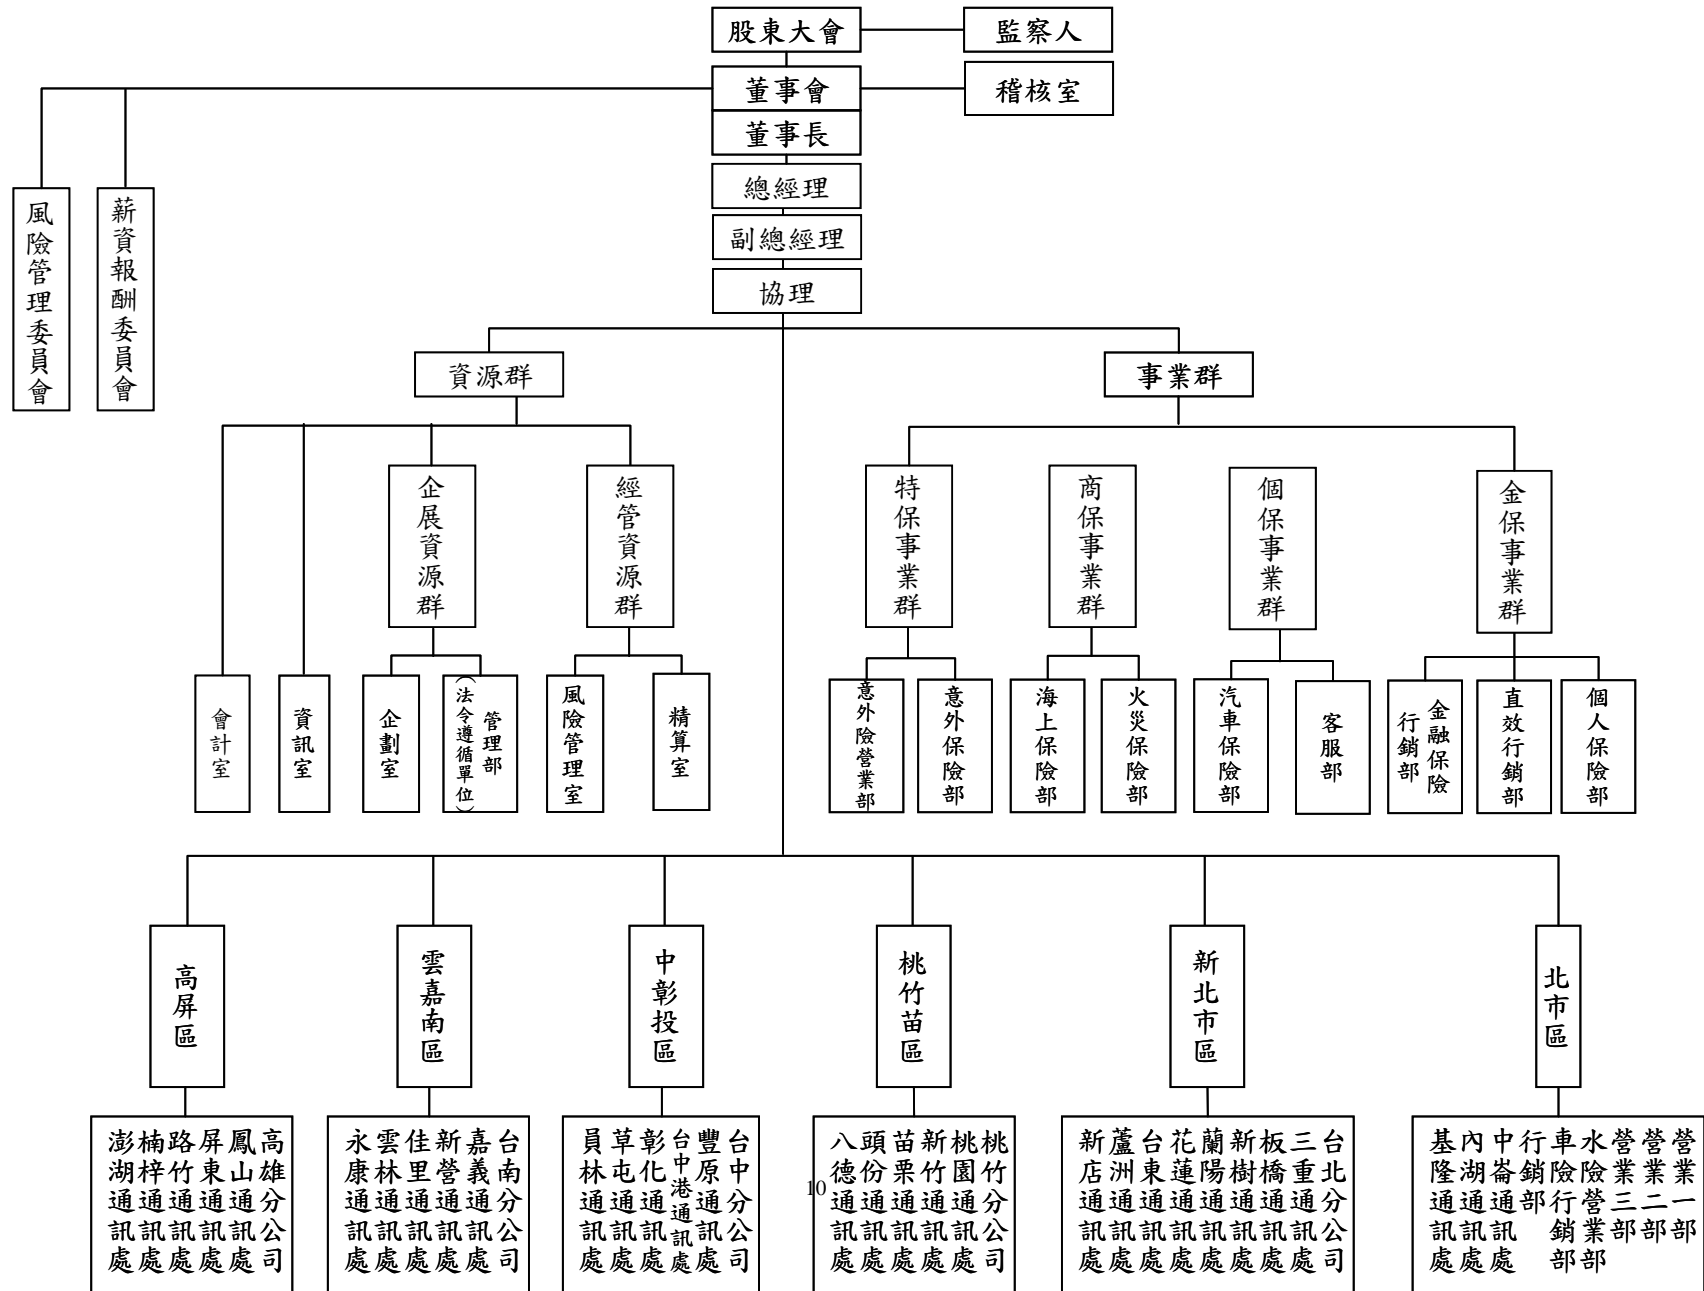 股東大會
監察人
董事會
稽核室
董事長
總經理
副總經理
協理
風險管理委員會
薪資報酬委員會
資源群
事業群
企展資源群
經管資源群
特保事業群
商保事業群
個保事業群
金保事業群
會計室
資訊室
企劃室
管理部
(法令遵循單位)
風險管理室
精算室
意外險營業部
意外保險部
海上保險部
火災保險部
汽車保險部
客服部
金融保險
行銷部
直效行銷部
個人保險部
高屏區
雲嘉南區
中彰投區
桃竹苗區
新北市區
北市區
高雄分公司
鳳山通訊處
屏東通訊處
路竹通訊處
楠梓通訊處
澎湖通訊處
台南分公司
嘉義通訊處
新營通訊處
佳里通訊處
雲林通訊處
永康通訊處
台中分公司
豐原通訊處
台中港通訊處
彰化通訊處
草屯通訊處
員林通訊處
桃竹分公司
桃園通訊處
新竹通訊處
苗栗通訊處
頭份通訊處
八德通訊處
台北分公司
三重通訊處
板橋通訊處
新樹通訊處
蘭陽通訊處
花蓮通訊處
台東通訊處
蘆洲通訊處
新店通訊處
營業一部
營業二部
營業三部
水險營業部
車險行銷部
行銷部
中崙通訊處
內湖通訊處
基隆通訊處
10